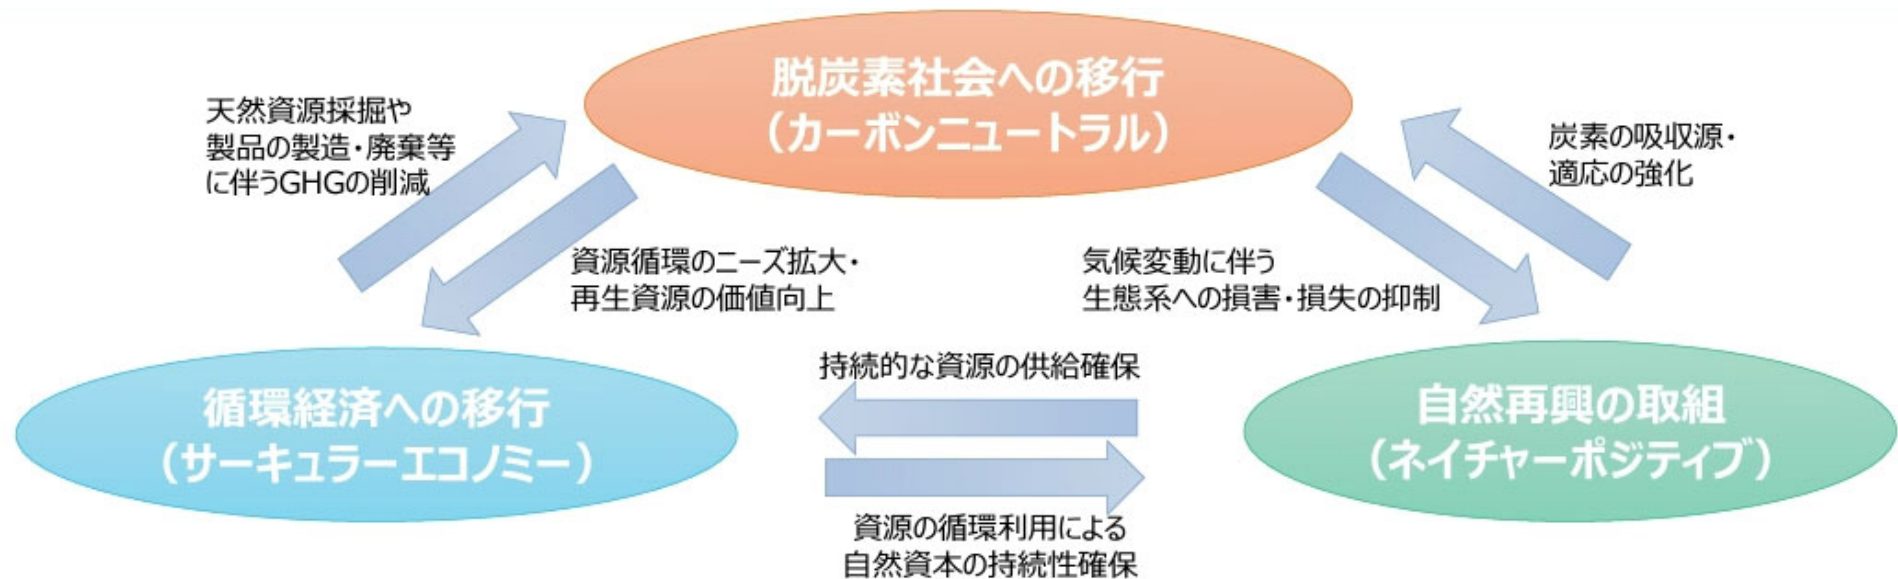 脱炭素社会への移行
（カーボンニュートラル）
天然資源採掘や
製品の製造・廃棄等
に伴うGHGの削減
炭素の吸収源・
適応の強化
資源循環のニーズ拡大・
再生資源の価値向上
気候変動に伴う
生態系への損害・損失の抑制
持続的な資源の供給確保
循環経済への移行
（サーキュラーエコノミー）
自然再興の取組
（ネイチャーポジティブ）
資源の循環利用による
自然資本の持続性確保